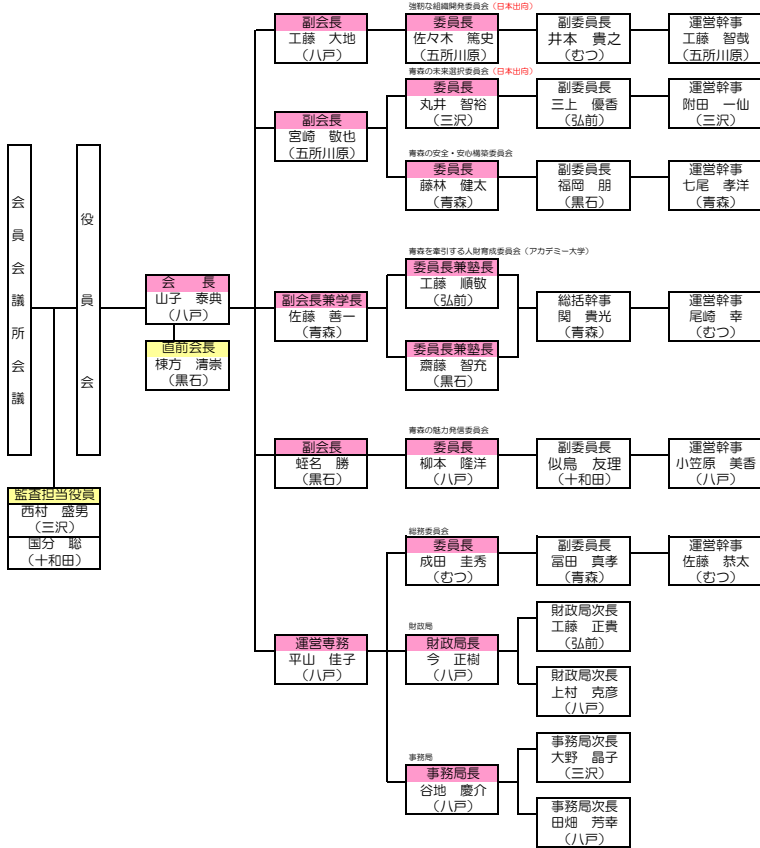 会員会議所会議
役員会
監査担当役員
西村 盛男
(三沢)
国分 聡
(十和田)
会 長
山子 泰典
(八戸)
直前会長
棟方 清崇
(黒石)
副会長
工藤 大地
(八戸)
強靭な組織開発委員会(日本出向)
委員長
佐々木 篤史
(五所川原)
副委員長
井本 貴之
(むつ)
運営幹事
工藤 智哉
(五所川原)
副会長
宮崎 敬也
(五所川原)
青森の未来選択委員会(日本出向)
委員長
丸井 智裕
(三沢)
副委員長
三上 優香
(弘前)
運営幹事
附田 一仙
(三沢)
青森の安全・安心構築委員会
委員長
藤林 健太
(青森)
副委員長
福岡 朋
(黒石)
運営幹事
七尾 孝洋
(青森)
副会長兼学長
佐藤 善一
(青森)
青森を牽引する人財育成委員会(アカデミー大学)
委員長兼塾長
工藤 順敬
(弘前)
委員長兼塾長
齋藤 智充
(黒石)
総括幹事
関 貴光
(青森)
運営幹事
尾崎 幸
(むつ)
副会長
蛯名 勝
(黒石)
青森の魅力発信委員会
委員長
柳本 隆洋
(八戸)
副委員長
似鳥 友理
(十和田)
運営幹事
小笠原 美香
(八戸)
運営専務
平山 佳子
(八戸)
総務委員会
委員長
成田 圭秀
(むつ)
副委員長
冨田 真孝
(青森)
運営幹事
佐藤 恭太
(むつ)
財政局
財政局長
今 正樹
(八戸)
財政局次長
工藤 正貴
(弘前)
財政局次長
上村 克彦
(八戸)
事務局
事務局長
谷地 慶介
(八戸)
事務局次長
大野 晶子
(三沢)
事務局次長
田畑 芳幸
(八戸)